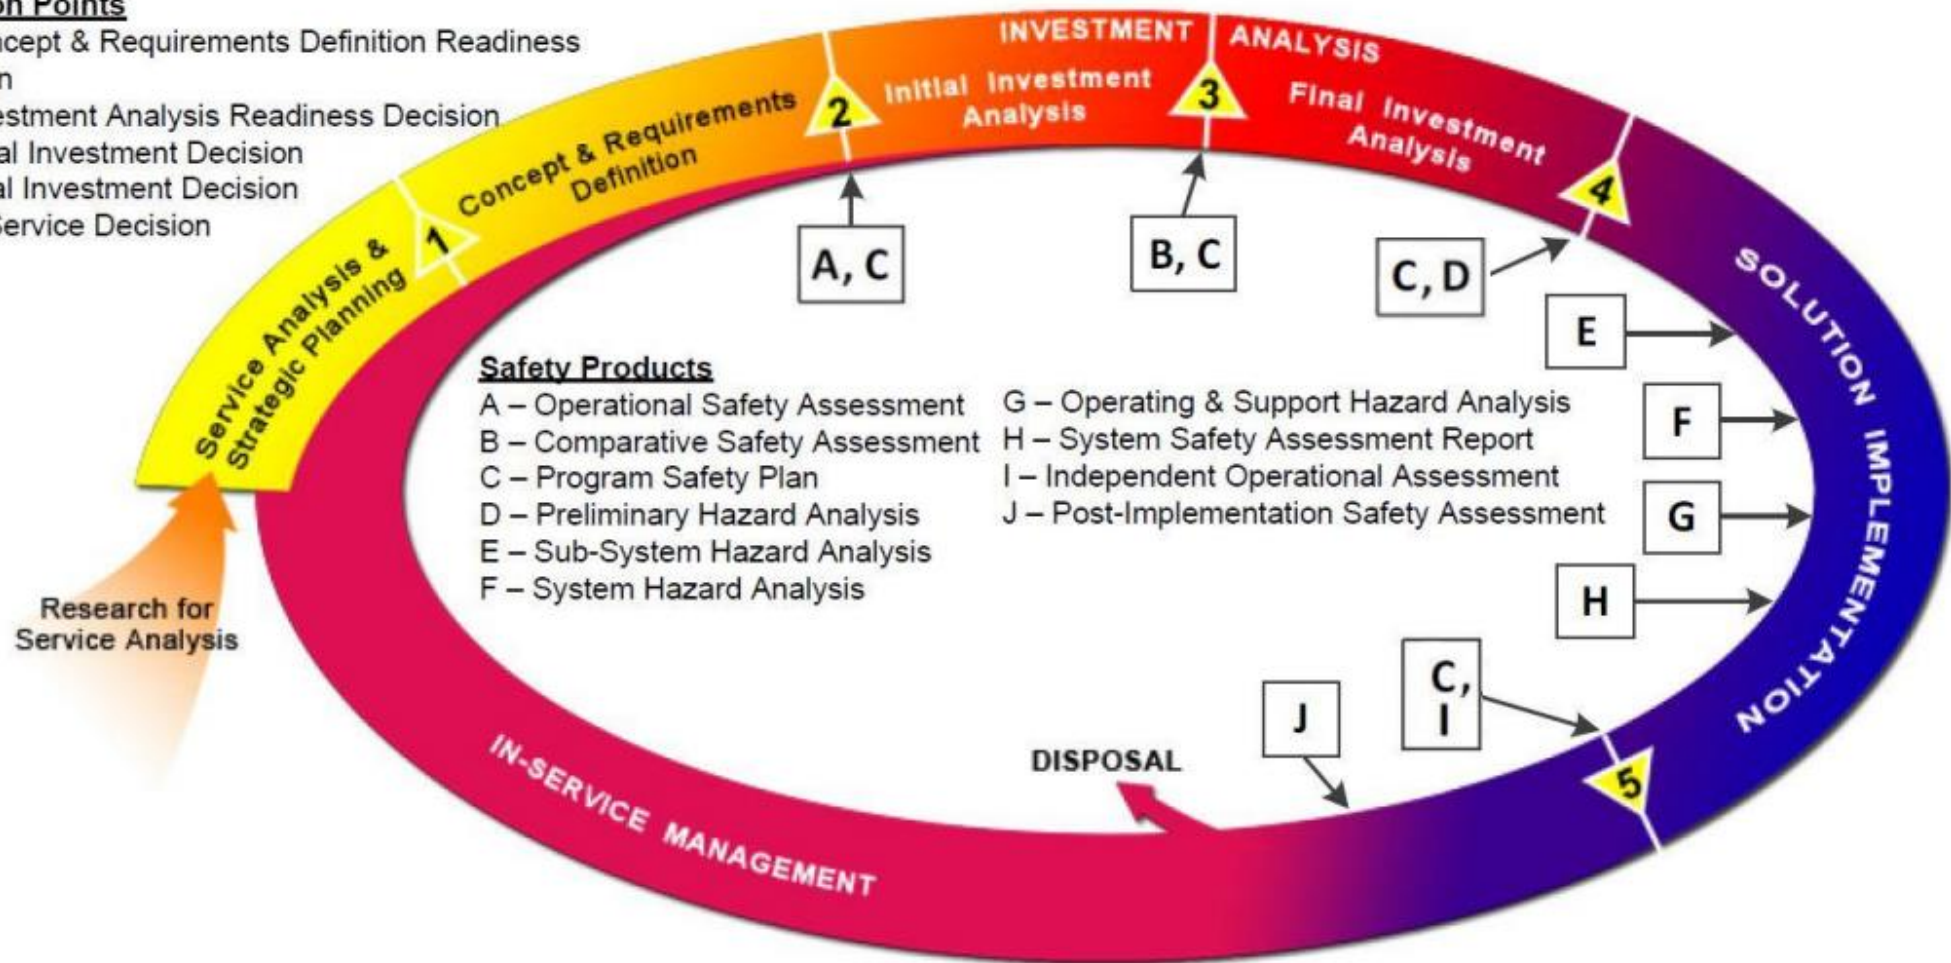 on Points
ncept & Requirements Definition Readiness
n
estment Analysis Readiness Decision
al Investment Decision
al Investment Decision
Service Decision
INVESTMENT ANALYSIS
Service Analysis &
Strategic Planning
1
Concept & Requirements
Definition
2
Initial Investment
Analysis
3
Final Investment
Analysis
4
SOLUTION IMPLEMENTATION
A, C
B, C
C, D
E
F
G
H
C,
I
J
5
Safety Products
A – Operational Safety Assessment
B – Comparative Safety Assessment
C – Program Safety Plan
D – Preliminary Hazard Analysis
E – Sub-System Hazard Analysis
F – System Hazard Analysis
G – Operating & Support Hazard Analysis
H – System Safety Assessment Report
I – Independent Operational Assessment
J – Post-Implementation Safety Assessment
Research for
Service Analysis
DISPOSAL
IN-SERVICE MANAGEMENT